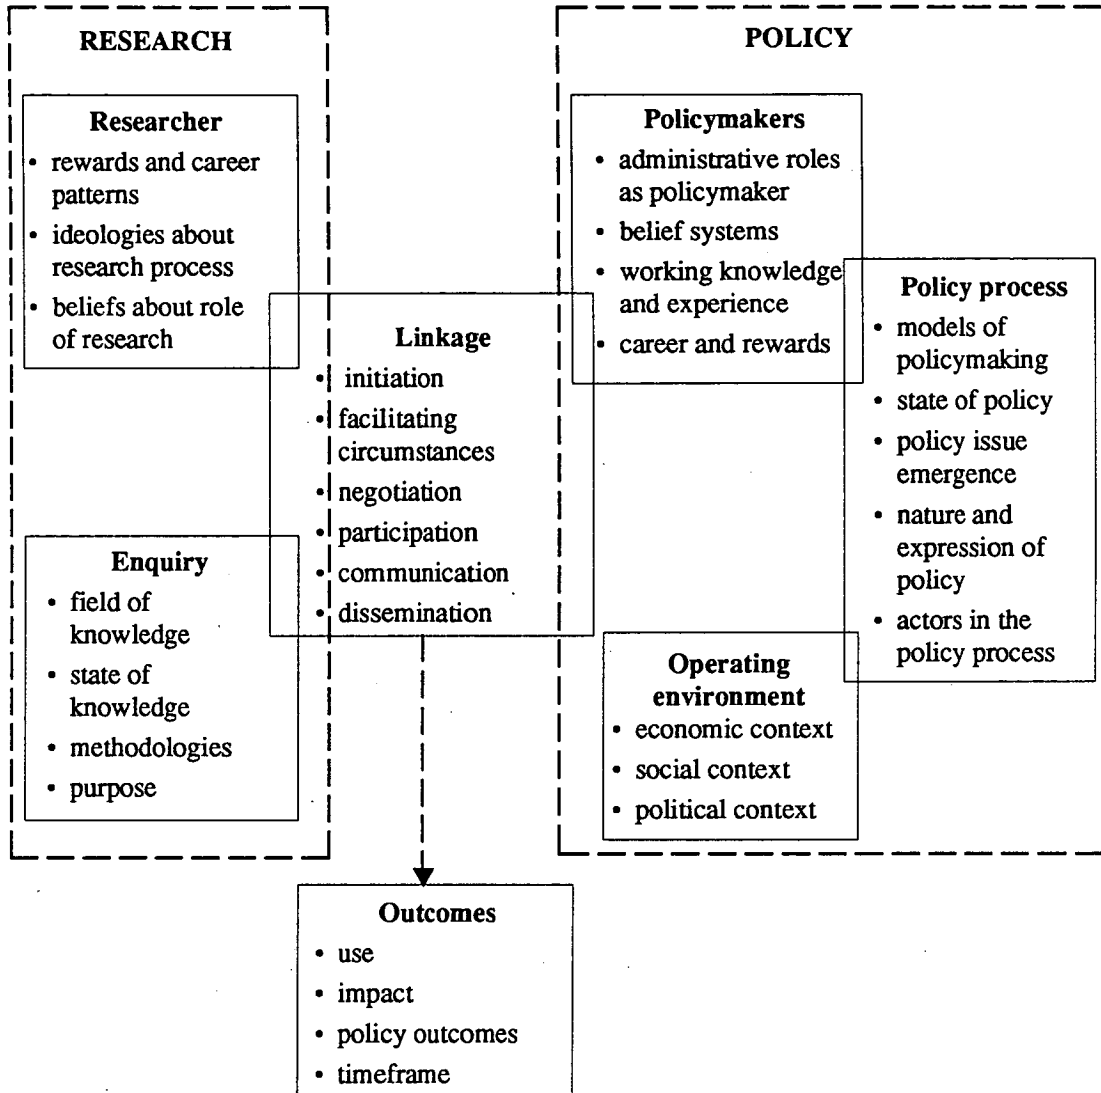 RESEARCH
Researcher
• rewards and career
patterns
• ideologies about
research process
• beliefs about role
of research
Enquiry
• field of
knowledge
• state of
knowledge
• methodologies
• purpose
Linkage
• initiation
• facilitating
circumstances
• negotiation
• participation
• communication
• dissemination
POLICY
Policymakers
• administrative roles
as policymaker
• belief systems
• working knowledge
and experience
• career and rewards
Policy process
• models of
policymaking
• state of policy
• policy issue
emergence
• nature and
expression of
policy
• actors in the
policy process
Operating
environment
• economic context
• social context
• political context
Outcomes
• use
• impact
• policy outcomes
• timeframe